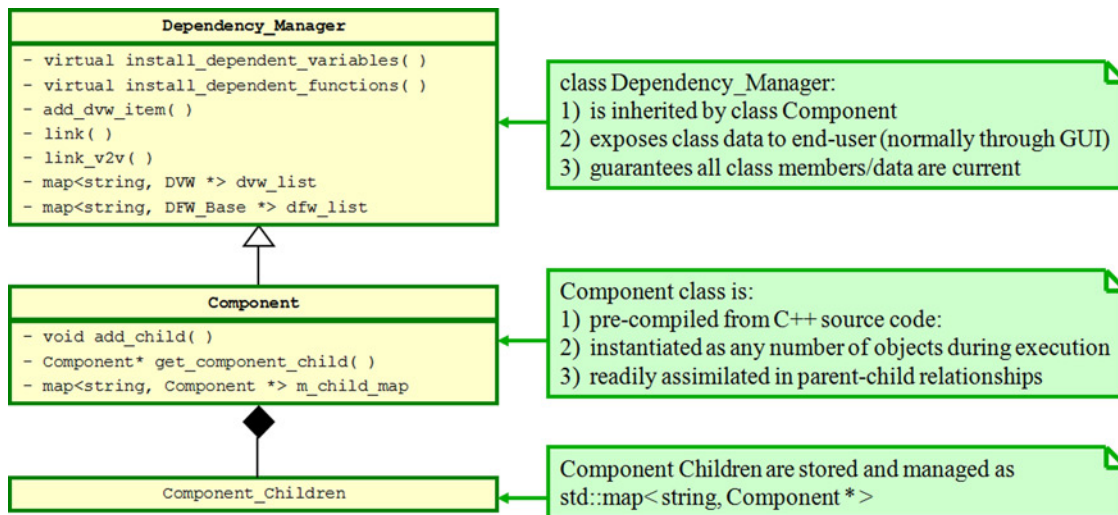 Dependency_Manager
- virtual install_dependent_variables( )
- virtual install_dependent_functions( )
- add_dvw_item( )
- link( )
- link_v2v( )
- map<string, DVW *> dvw_list
- map<string, DFW_Base *> dfw_list
class Dependency_Manager:
1) is inherited by class Component
2) exposes class data to end-user (normally through GUI)
3) guarantees all class members/data are current
Component
- void add_child( )
- Component* get_component_child( )
- map<string, Component *> m_child_map
Component class is:
1) pre-compiled from C++ source code:
2) instantiated as any number of objects during execution
3) readily assimilated in parent-child relationships
Component_Children
Component Children are stored and managed as
std::map< string, Component * >